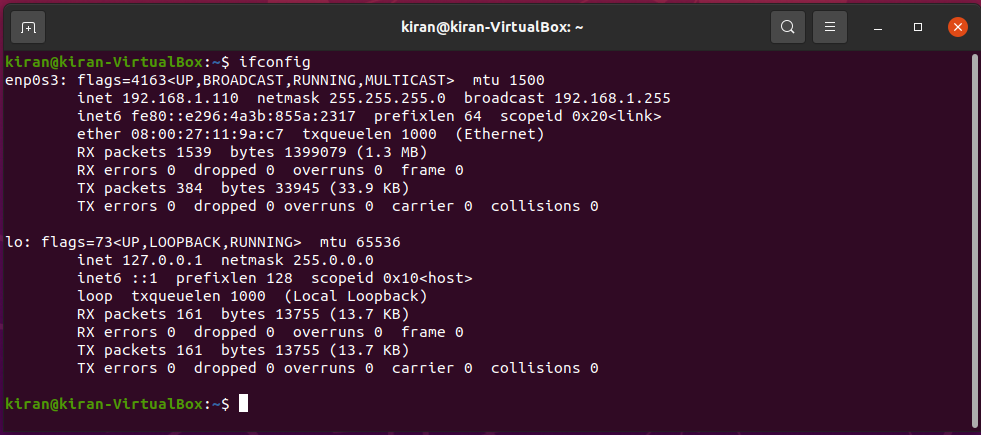 kiran@kiran-VirtualBox: ~
kiran@kiran-VirtualBox:~$ ifconfig
enp0s3: flags=4163<UP,BROADCAST,RUNNING,MULTICAST>  mtu 1500
        inet 192.168.1.110  netmask 255.255.255.0  broadcast 192.168.1.255
        inet6 fe80::e296:4a3b:855a:2317  prefixlen 64  scopeid 0x20<link>
        ether 08:00:27:11:9a:c7  txqueuelen 1000  (Ethernet)
        RX packets 1539  bytes 1399079 (1.3 MB)
        RX errors 0  dropped 0  overruns 0  frame 0
        TX packets 384  bytes 33945 (33.9 KB)
        TX errors 0  dropped 0 overruns 0  carrier 0  collisions 0
lo: flags=73<UP,LOOPBACK,RUNNING>  mtu 65536
        inet 127.0.0.1  netmask 255.0.0.0
        inet6 ::1  prefixlen 128  scopeid 0x10<host>
        loop  txqueuelen 1000  (Local Loopback)
        RX packets 161  bytes 13755 (13.7 KB)
        RX errors 0  dropped 0  overruns 0  frame 0
        TX packets 161  bytes 13755 (13.7 KB)
        TX errors 0  dropped 0 overruns 0  carrier 0  collisions 0
kiran@kiran-VirtualBox:~$